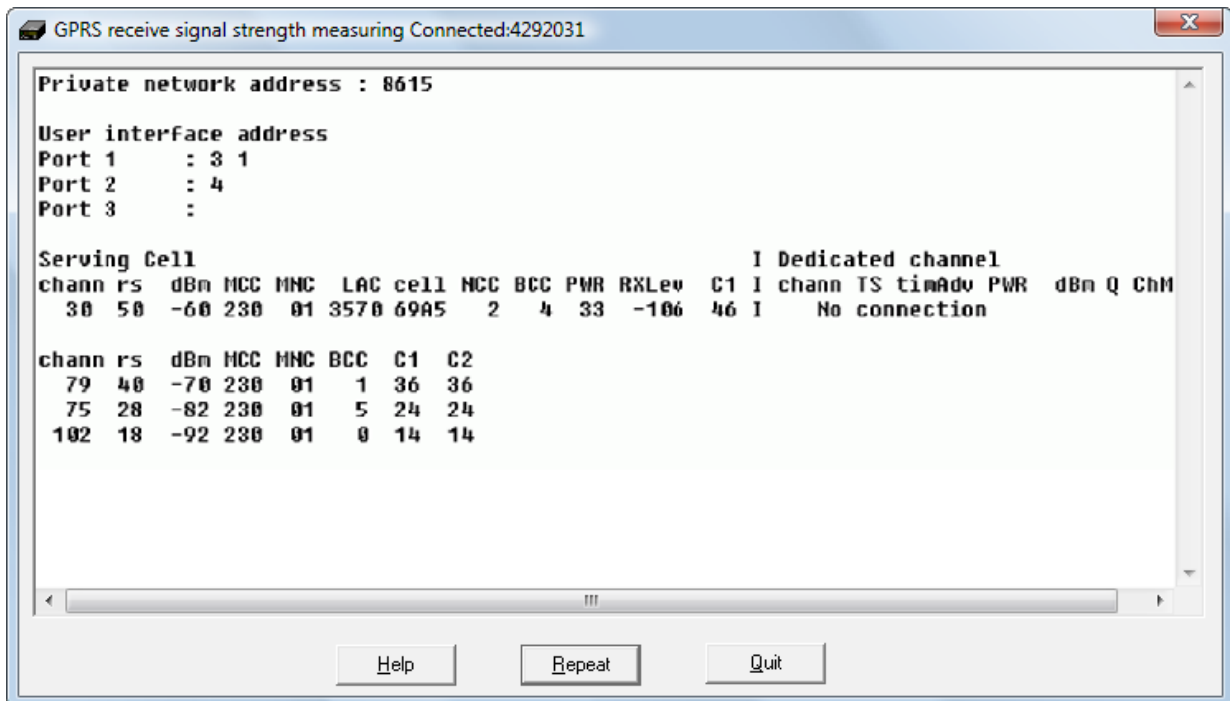 GPRS receive signal strength measuring Connected:4292031
Private network address : 8615
User interface address
Port 1      : 3 1
Port 2      : 4
Port 3      :
Serving Cell                                  I Dedicated channel
chann rs  dBm MCC MNC  LAC cell NCC BCC PWR RXLev  C1 I chann TS timAdv PWR  dBm Q ChM
30  50  -60 230  01 3570 69A5   2   4  33  -106  46 I    No connection
chann rs  dBm MCC MNC BCC  C1  C2
79  40  -70 230  01   1  36  36
75  28  -82 230  01   5  24  24
102  18  -92 230  01   0  14  14
Help Repeat Quit